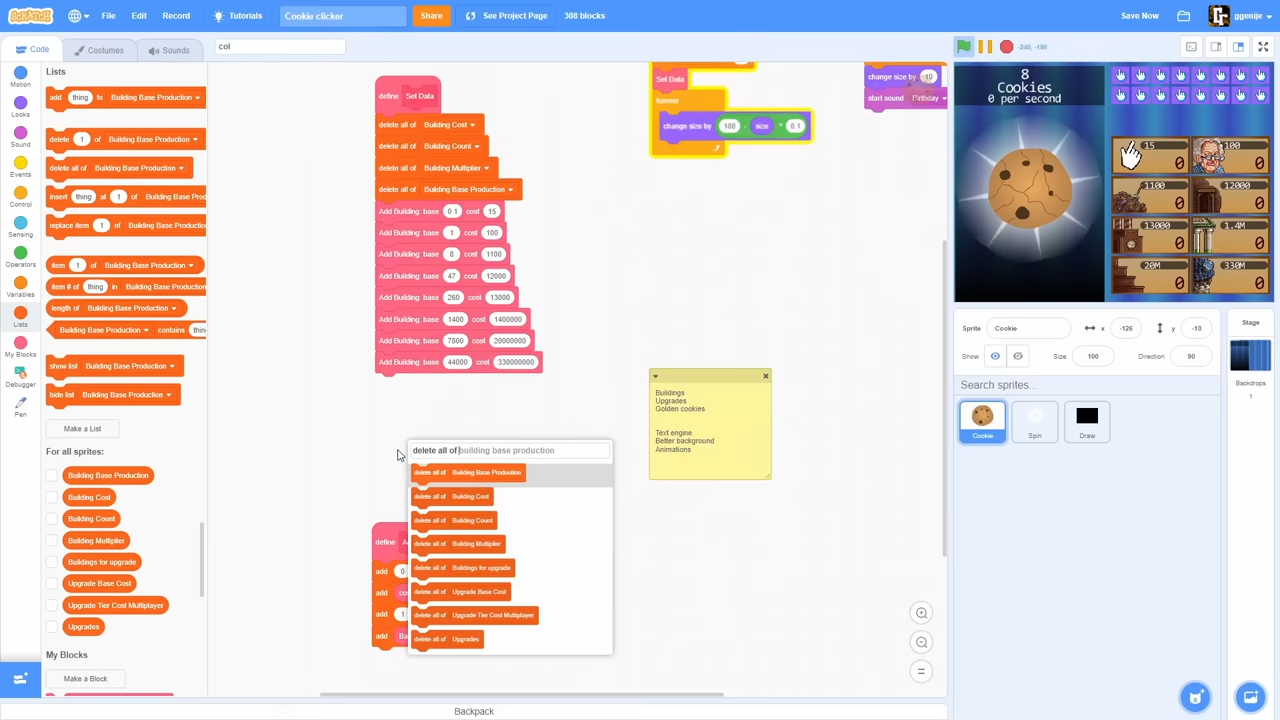 SCRATCH File Edit Record Tutorials Cookie clicker Share See Project Page 308 blocks Save Now ggenije
Code Costumes Sounds col -240, -180
Lists
add thing to Building Base Production
delete 1 of Building Base Production
delete all of Building Base Production
insert thing at 1 of Building Base Prod
replace item 1 of Building Base Producti
item 1 of Building Base Production
item # of thing in Building Base Product
length of Building Base Production
Building Base Production contains thin
show list Building Base Production
hide list Building Base Production
Make a List
For all sprites:
Building Base Production
Building Cost
Building Count
Building Multiplier
Buildings for upgrade
Upgrade Base Cost
Upgrade Tier Cost Multiplayer
Upgrades
My Blocks
Make a Block
Motion
Looks
Sound
Events
Control
Sensing
Operators
Variables
Lists
My Blocks
Debugger
Pen
define Set Data
delete all of Building Cost
delete all of Building Count
delete all of Building Multiplier
delete all of Building Base Production
Add Building: base 0.1 cost 15
Add Building: base 1 cost 100
Add Building: base 8 cost 1100
Add Building: base 47 cost 12000
Add Building: base 260 cost 13000
Add Building: base 1400 cost 1400000
Add Building: base 7800 cost 20000000
Add Building: base 44000 cost 330000000
delete all of building base production
delete all of Building Base Production
delete all of Building Cost
delete all of Building Count
delete all of Building Multiplier
delete all of Buildings for upgrade
delete all of Upgrade Base Cost
delete all of Upgrade Tier Cost Multiplayer
delete all of Upgrades
define A
add 0
add co
add 1
add Ba
Set Data
forever
change size by 100 - size * 0.1
change size by 10
start sound Birthday
Buildings
Upgrades
Golden cookies
Text engine
Better background
Animations
8
Cookies
0 per second
15 100
0 0
1100 12000
0 0
13000 1.4M
0 0
20M 330M
0 0
Sprite Cookie x -126 y -10
Show Size 100 Direction 90
Search sprites...
Cookie Spin Draw
Stage
Backdrops
1
Backpack